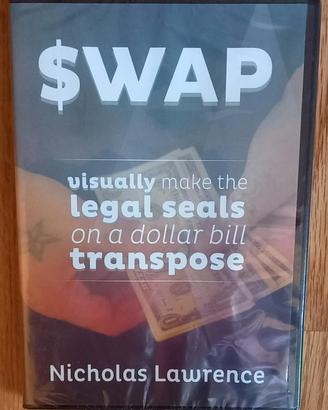 $WAP
visually make the
legal seals
on a dollar bill
transpose
Nicholas Lawrence